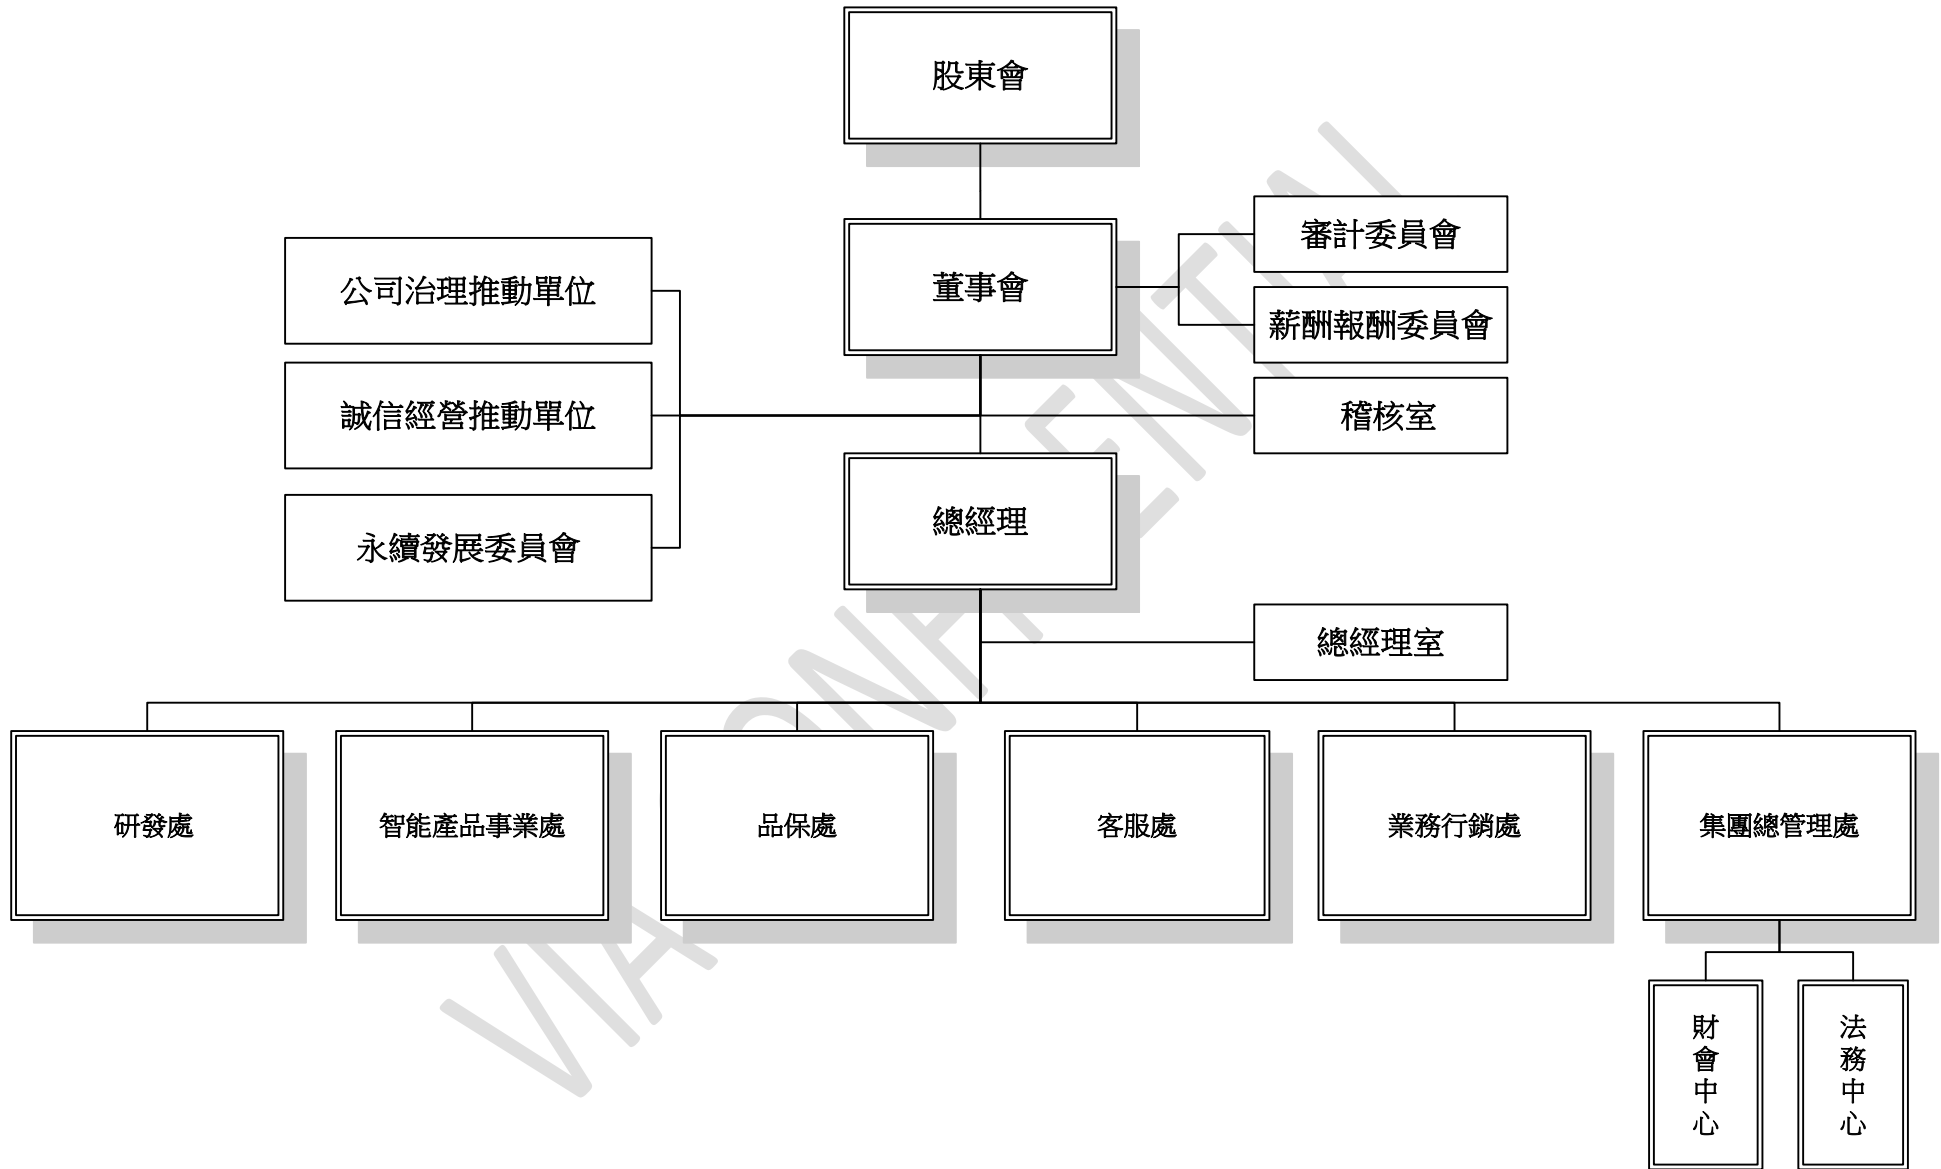 股東會
董事會
審計委員會
薪酬報酬委員會
公司治理推動單位
誠信經營推動單位
稽核室
永續發展委員會
總經理
總經理室
研發處
智能產品事業處
品保處
客服處
業務行銷處
集團總管理處
財會中心
法務中心